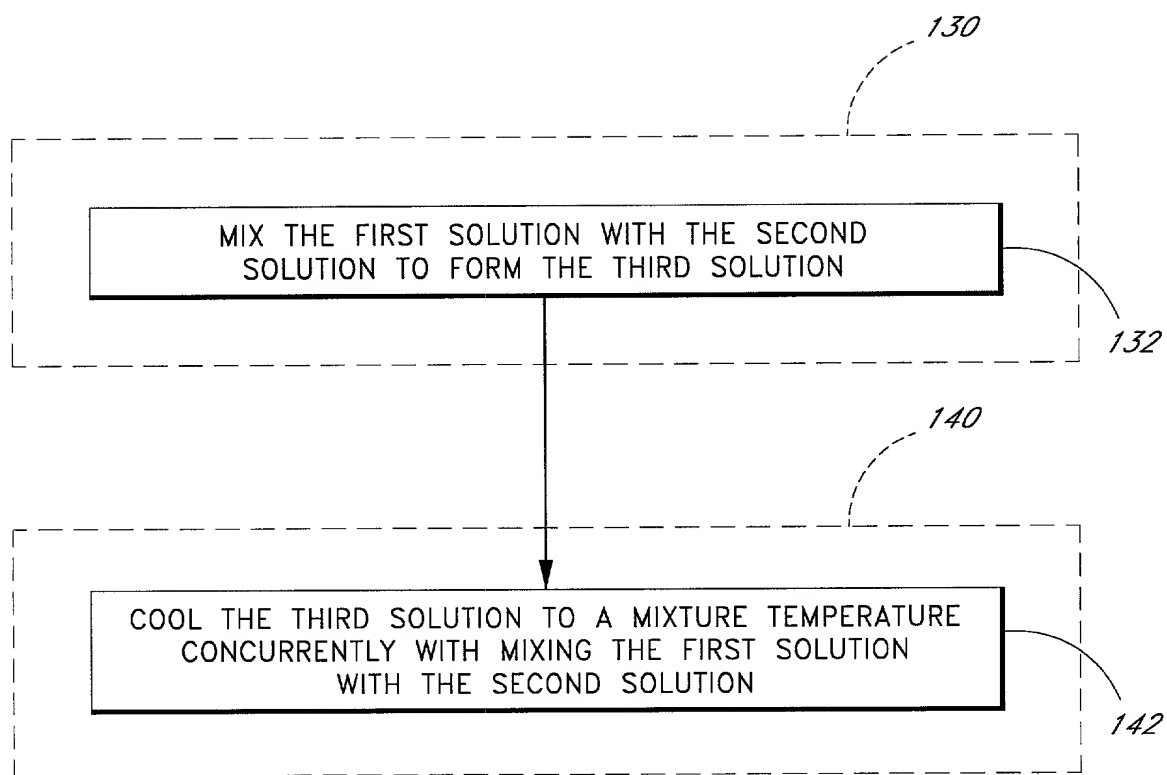 130
MIX THE FIRST SOLUTION WITH THE SECOND
SOLUTION TO FORM THE THIRD SOLUTION
132
140
COOL THE THIRD SOLUTION TO A MIXTURE TEMPERATURE
CONCURRENTLY WITH MIXING THE FIRST SOLUTION
WITH THE SECOND SOLUTION
142